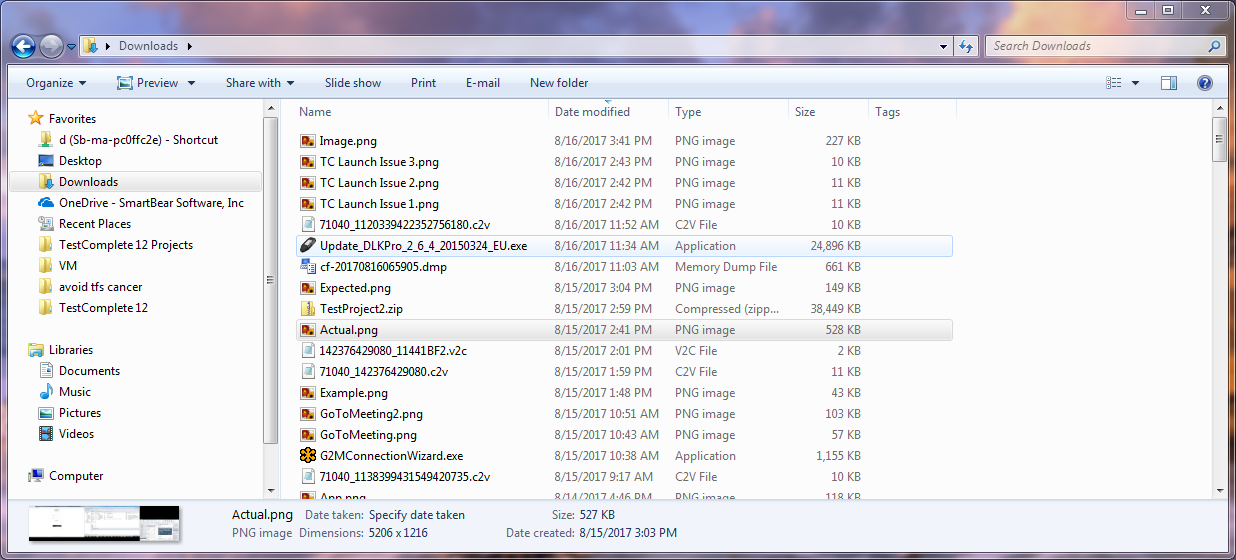 Downloads
Search Downloads
Organize Preview Share with Slide show Print E-mail New folder
Favorites
d (Sb-ma-pc0ffc2e) - Shortcut
Desktop
Downloads
OneDrive - SmartBear Software, Inc
Recent Places
TestComplete 12 Projects
VM
avoid tfs cancer
TestComplete 12
Libraries
Documents
Music
Pictures
Videos
Computer
Name Date modified Type Size Tags
Image.png 8/16/2017 3:41 PM PNG image 227 KB
TC Launch Issue 3.png 8/16/2017 2:43 PM PNG image 10 KB
TC Launch Issue 2.png 8/16/2017 2:42 PM PNG image 11 KB
TC Launch Issue 1.png 8/16/2017 2:42 PM PNG image 11 KB
71040_1120339422352756180.c2v 8/16/2017 11:52 AM C2V File 10 KB
Update_DLKPro_2_6_4_20150324_EU.exe 8/16/2017 11:34 AM Application 24,896 KB
cf-20170816065905.dmp 8/16/2017 11:03 AM Memory Dump File 661 KB
Expected.png 8/15/2017 3:04 PM PNG image 149 KB
TestProject2.zip 8/15/2017 2:59 PM Compressed (zipp... 38,449 KB
Actual.png 8/15/2017 2:41 PM PNG image 528 KB
142376429080_11441BF2.v2c 8/15/2017 2:01 PM V2C File 2 KB
71040_142376429080.c2v 8/15/2017 1:59 PM C2V File 11 KB
Example.png 8/15/2017 1:48 PM PNG image 43 KB
GoToMeeting2.png 8/15/2017 10:51 AM PNG image 103 KB
GoToMeeting.png 8/15/2017 10:43 AM PNG image 57 KB
G2MConnectionWizard.exe 8/15/2017 10:38 AM Application 1,155 KB
71040_1138399431549420735.c2v 8/15/2017 9:17 AM C2V File 10 KB
App.png 8/14/2017 4:46 PM PNG image 118 KB
Actual.png Date taken: Specify date taken Size: 527 KB
PNG image Dimensions: 5206 x 1216 Date created: 8/15/2017 3:03 PM